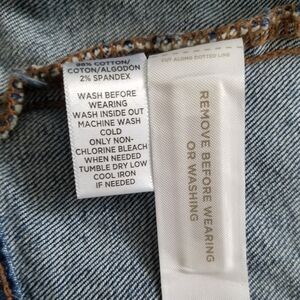 98% COTTON/
COTON/ALGODÓN
2% SPANDEX
WASH BEFORE
WEARING
WASH INSIDE OUT
MACHINE WASH
COLD
ONLY NON-
CHLORINE BLEACH
WHEN NEEDED
TUMBLE DRY LOW
COOL IRON
IF NEEDED
CUT ALONG DOTTED LINE
REMOVE BEFORE WEARING
OR WASHING